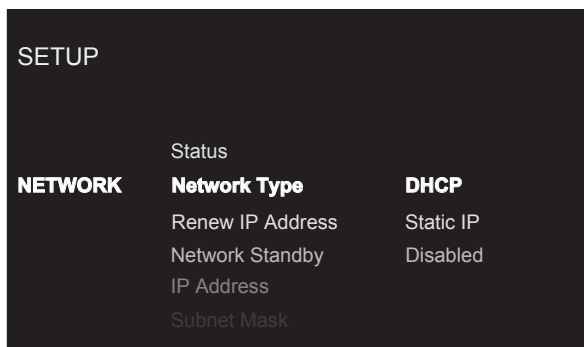 SETUP
Status
NETWORK Network Type DHCP
Renew IP Address Static IP
Network Standby Disabled
IP Address
Subnet Mask